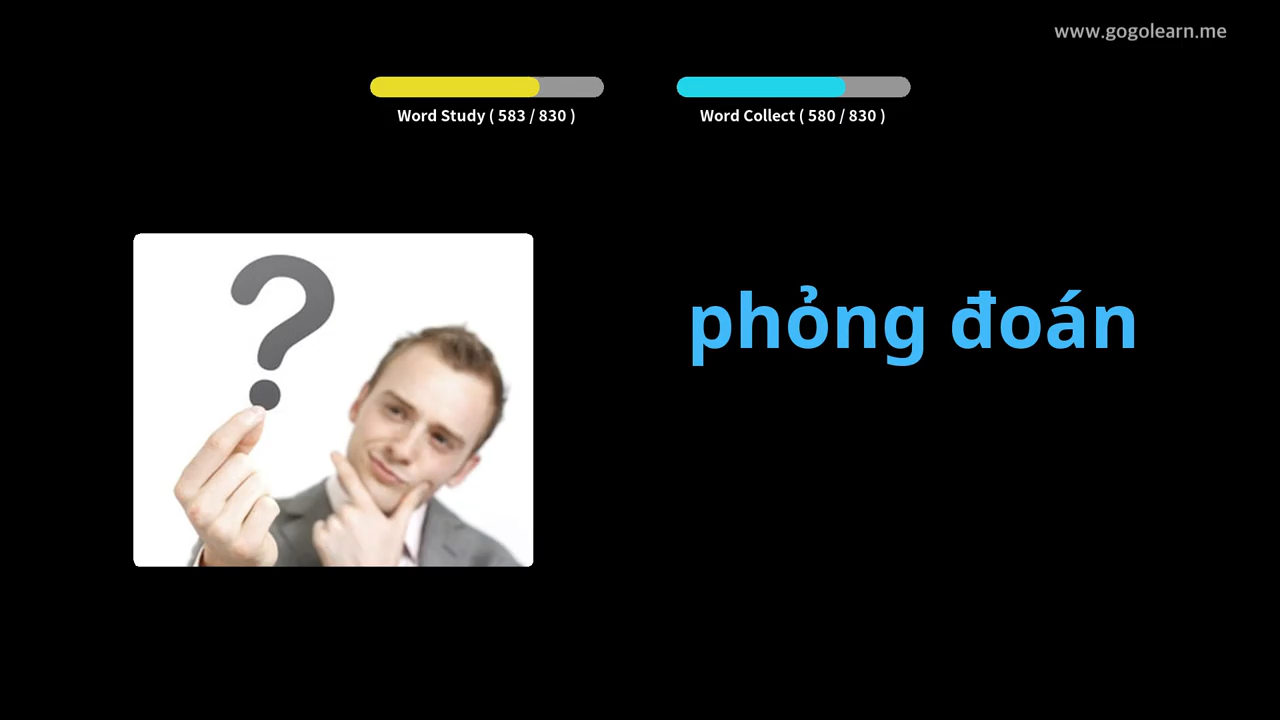 www.gogolearn.me
Word Study ( 583 / 830 )
Word Collect ( 580 / 830 )
?
phỏng đoán